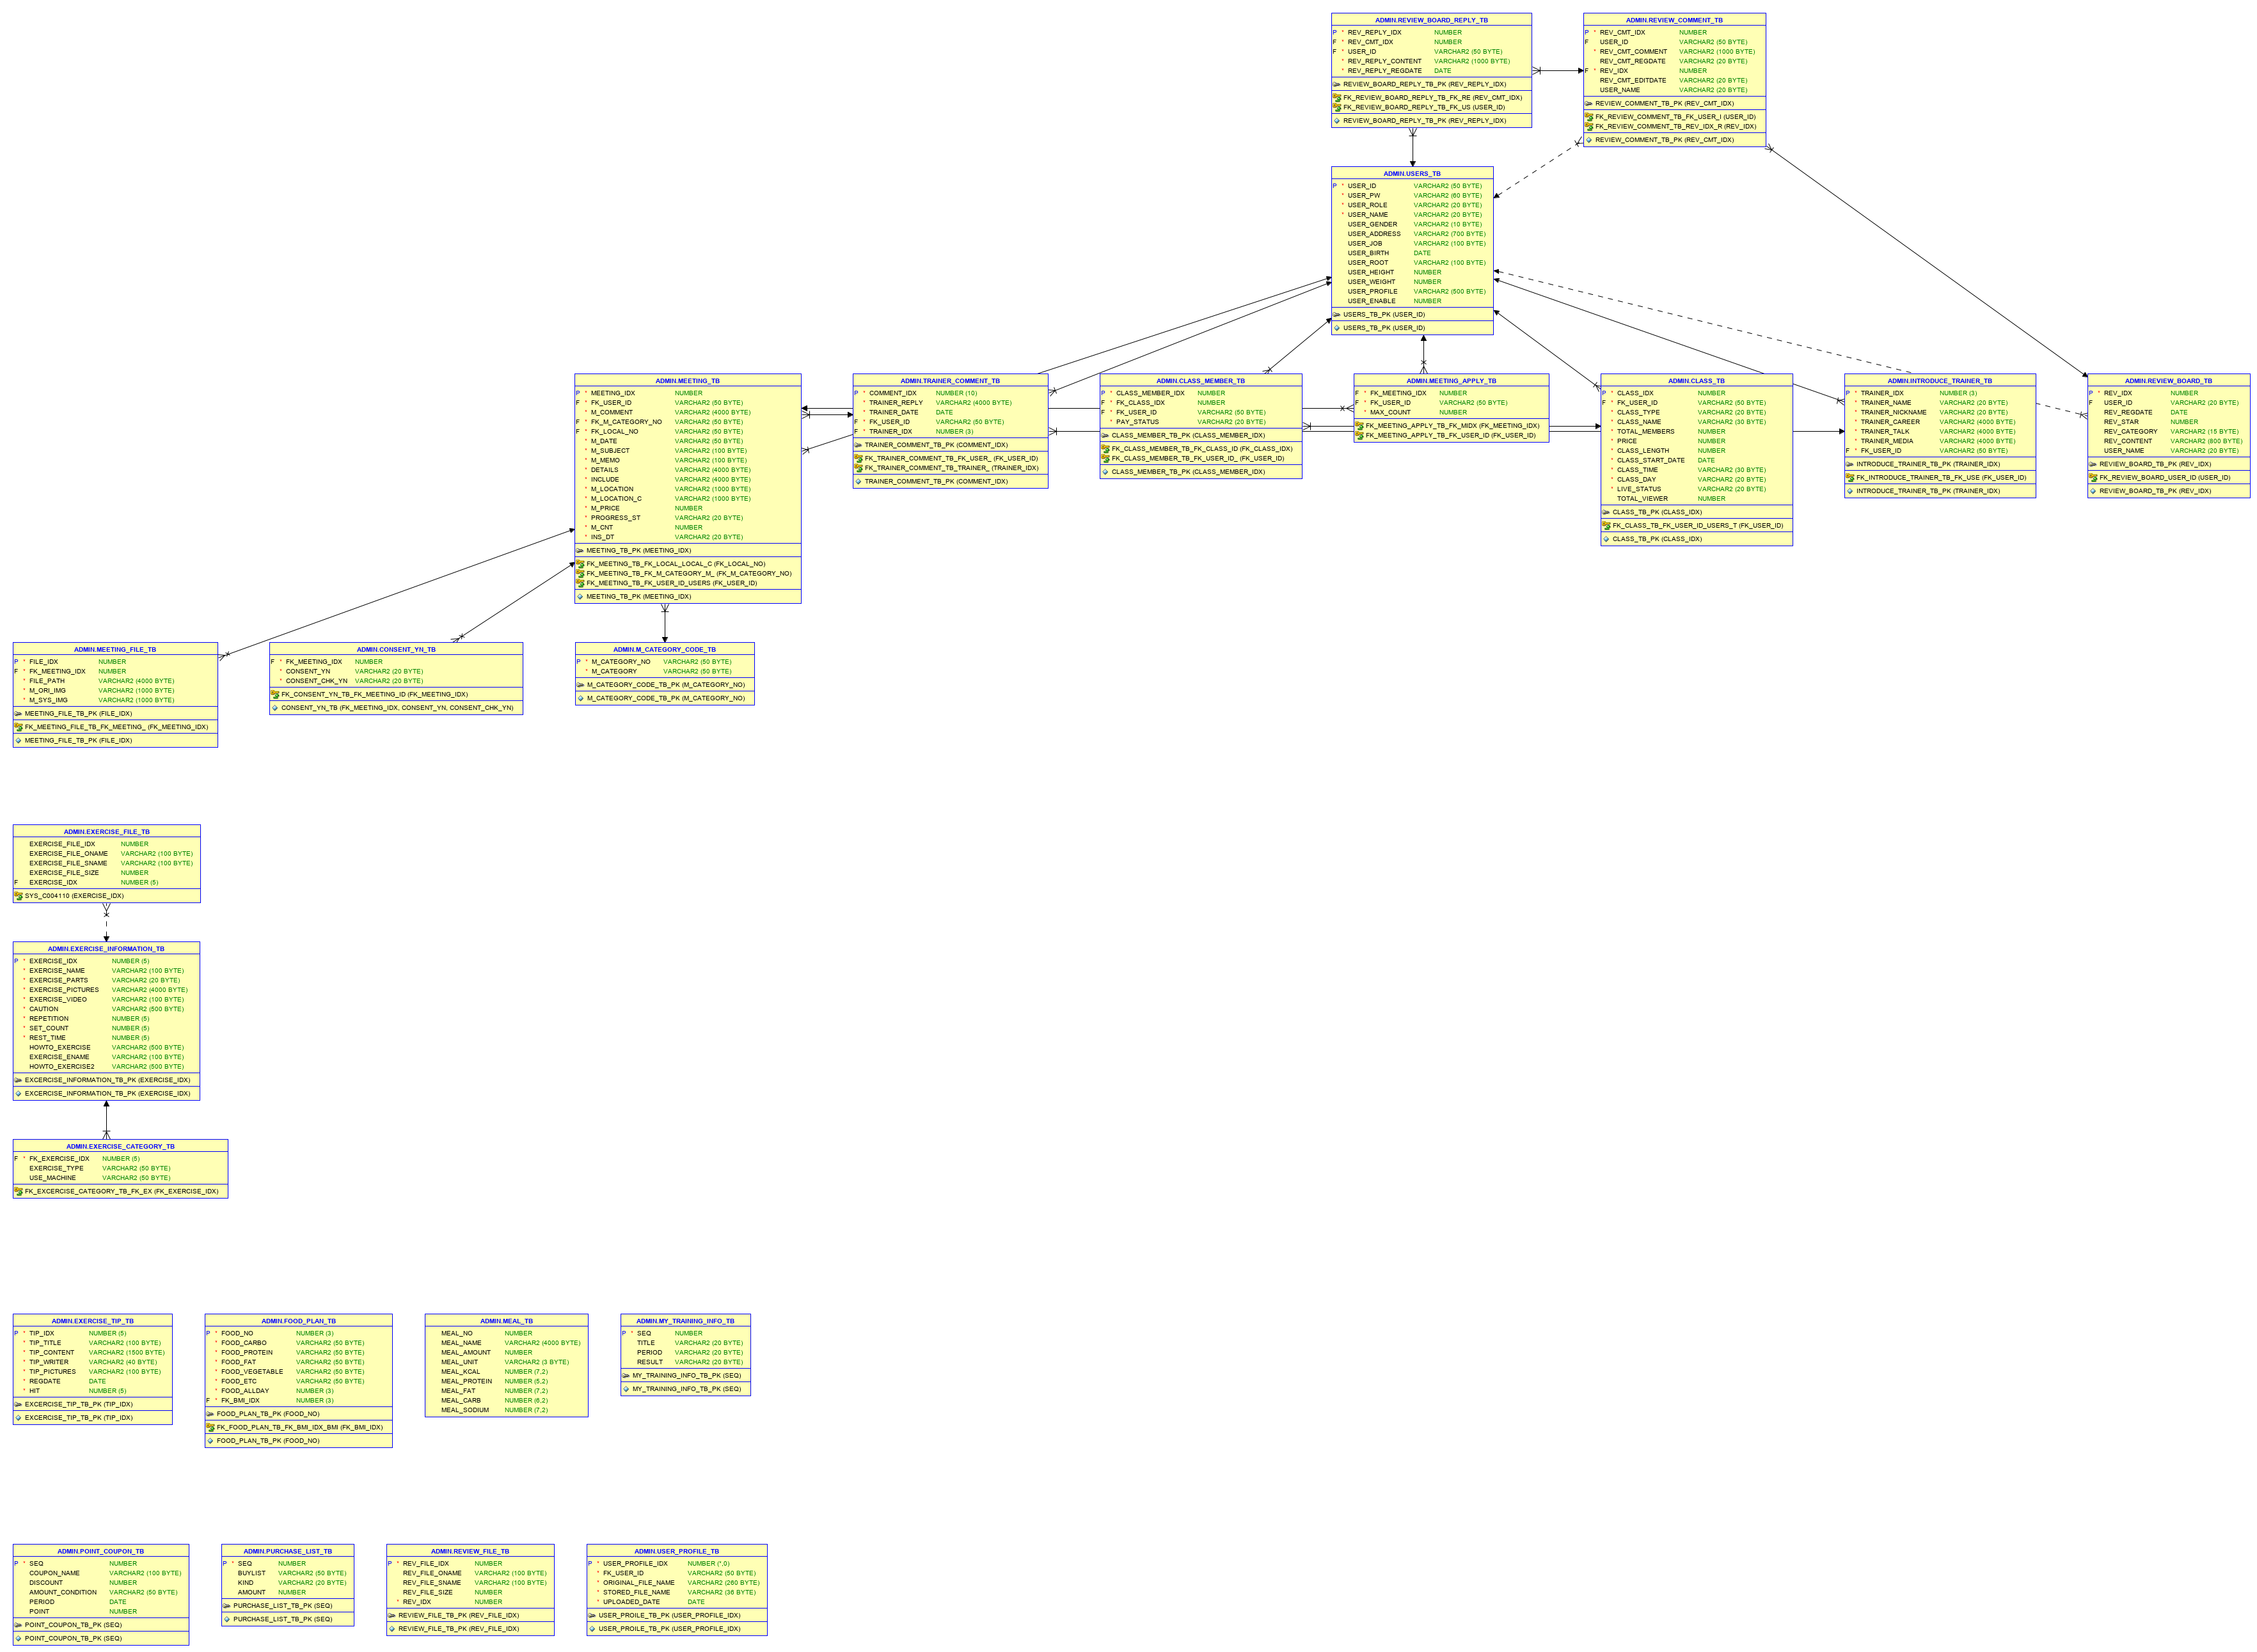 ADMIN.REVIEW_BOARD_REPLY_TB
P * REV_REPLY_IDX NUMBER
F * REV_CMT_IDX NUMBER
F * USER_ID VARCHAR2 (50 BYTE)
* REV_REPLY_CONTENT VARCHAR2 (1000 BYTE)
* REV_REPLY_REGDATE DATE
REVIEW_BOARD_REPLY_TB_PK (REV_REPLY_IDX)
FK_REVIEW_BOARD_REPLY_TB_FK_RE (REV_CMT_IDX)
FK_REVIEW_BOARD_REPLY_TB_FK_US (USER_ID)
REVIEW_BOARD_REPLY_TB_PK (REV_REPLY_IDX)
ADMIN.REVIEW_COMMENT_TB
P * REV_CMT_IDX NUMBER
F USER_ID VARCHAR2 (50 BYTE)
* REV_CMT_COMMENT VARCHAR2 (1000 BYTE)
REV_CMT_REGDATE VARCHAR2 (20 BYTE)
F * REV_IDX NUMBER
REV_CMT_EDITDATE VARCHAR2 (20 BYTE)
USER_NAME VARCHAR2 (20 BYTE)
REVIEW_COMMENT_TB_PK (REV_CMT_IDX)
FK_REVIEW_COMMENT_TB_FK_USER_I (USER_ID)
FK_REVIEW_COMMENT_TB_REV_IDX_R (REV_IDX)
REVIEW_COMMENT_TB_PK (REV_CMT_IDX)
ADMIN.USERS_TB
P * USER_ID VARCHAR2 (50 BYTE)
* USER_PW VARCHAR2 (60 BYTE)
* USER_ROLE VARCHAR2 (20 BYTE)
* USER_NAME VARCHAR2 (20 BYTE)
USER_GENDER VARCHAR2 (10 BYTE)
USER_ADDRESS VARCHAR2 (700 BYTE)
USER_JOB VARCHAR2 (100 BYTE)
USER_BIRTH DATE
USER_ROOT VARCHAR2 (100 BYTE)
USER_HEIGHT NUMBER
USER_WEIGHT NUMBER
USER_PROFILE VARCHAR2 (500 BYTE)
USER_ENABLE NUMBER
USERS_TB_PK (USER_ID)
USERS_TB_PK (USER_ID)
ADMIN.MEETING_TB
P * MEETING_IDX NUMBER
F * FK_USER_ID VARCHAR2 (50 BYTE)
* M_COMMENT VARCHAR2 (4000 BYTE)
F * FK_M_CATEGORY_NO VARCHAR2 (50 BYTE)
F * FK_LOCAL_NO VARCHAR2 (50 BYTE)
* M_DATE VARCHAR2 (50 BYTE)
* M_SUBJECT VARCHAR2 (100 BYTE)
* M_MEMO VARCHAR2 (100 BYTE)
* DETAILS VARCHAR2 (4000 BYTE)
* INCLUDE VARCHAR2 (4000 BYTE)
* M_LOCATION VARCHAR2 (1000 BYTE)
* M_LOCATION_C VARCHAR2 (1000 BYTE)
* M_PRICE NUMBER
* PROGRESS_ST VARCHAR2 (20 BYTE)
* M_CNT NUMBER
* INS_DT VARCHAR2 (20 BYTE)
MEETING_TB_PK (MEETING_IDX)
FK_MEETING_TB_FK_LOCAL_LOCAL_C (FK_LOCAL_NO)
FK_MEETING_TB_FK_M_CATEGORY_M_ (FK_M_CATEGORY_NO)
FK_MEETING_TB_FK_USER_ID_USERS (FK_USER_ID)
MEETING_TB_PK (MEETING_IDX)
ADMIN.TRAINER_COMMENT_TB
P * COMMENT_IDX NUMBER (10)
* TRAINER_REPLY VARCHAR2 (4000 BYTE)
* TRAINER_DATE DATE
F * FK_USER_ID VARCHAR2 (50 BYTE)
F * TRAINER_IDX NUMBER (3)
TRAINER_COMMENT_TB_PK (COMMENT_IDX)
FK_TRAINER_COMMENT_TB_FK_USER_ (FK_USER_ID)
FK_TRAINER_COMMENT_TB_TRAINER_ (TRAINER_IDX)
TRAINER_COMMENT_TB_PK (COMMENT_IDX)
ADMIN.CLASS_MEMBER_TB
P * CLASS_MEMBER_IDX NUMBER
F * FK_CLASS_IDX NUMBER
F * FK_USER_ID VARCHAR2 (50 BYTE)
* PAY_STATUS VARCHAR2 (20 BYTE)
CLASS_MEMBER_TB_PK (CLASS_MEMBER_IDX)
FK_CLASS_MEMBER_TB_FK_CLASS_ID (FK_CLASS_IDX)
FK_CLASS_MEMBER_TB_FK_USER_ID_ (FK_USER_ID)
CLASS_MEMBER_TB_PK (CLASS_MEMBER_IDX)
ADMIN.MEETING_APPLY_TB
F * FK_MEETING_IDX NUMBER
F * FK_USER_ID VARCHAR2 (50 BYTE)
* MAX_COUNT NUMBER
FK_MEETING_APPLY_TB_FK_MIDX (FK_MEETING_IDX)
FK_MEETING_APPLY_TB_FK_USER_ID (FK_USER_ID)
ADMIN.CLASS_TB
P * CLASS_IDX NUMBER
F * FK_USER_ID VARCHAR2 (50 BYTE)
* CLASS_TYPE VARCHAR2 (20 BYTE)
* CLASS_NAME VARCHAR2 (30 BYTE)
* TOTAL_MEMBERS NUMBER
* PRICE NUMBER
* CLASS_LENGTH NUMBER
* CLASS_START_DATE DATE
* CLASS_TIME VARCHAR2 (30 BYTE)
* CLASS_DAY VARCHAR2 (20 BYTE)
* LIVE_STATUS VARCHAR2 (20 BYTE)
TOTAL_VIEWER NUMBER
CLASS_TB_PK (CLASS_IDX)
FK_CLASS_TB_FK_USER_ID_USERS_T (FK_USER_ID)
CLASS_TB_PK (CLASS_IDX)
ADMIN.INTRODUCE_TRAINER_TB
P * TRAINER_IDX NUMBER (3)
* TRAINER_NAME VARCHAR2 (20 BYTE)
* TRAINER_NICKNAME VARCHAR2 (20 BYTE)
* TRAINER_CAREER VARCHAR2 (4000 BYTE)
* TRAINER_TALK VARCHAR2 (4000 BYTE)
* TRAINER_MEDIA VARCHAR2 (4000 BYTE)
F * FK_USER_ID VARCHAR2 (50 BYTE)
INTRODUCE_TRAINER_TB_PK (TRAINER_IDX)
FK_INTRODUCE_TRAINER_TB_FK_USE (FK_USER_ID)
INTRODUCE_TRAINER_TB_PK (TRAINER_IDX)
ADMIN.REVIEW_BOARD_TB
P * REV_IDX NUMBER
F USER_ID VARCHAR2 (20 BYTE)
REV_REGDATE DATE
REV_STAR NUMBER
REV_CATEGORY VARCHAR2 (15 BYTE)
REV_CONTENT VARCHAR2 (800 BYTE)
USER_NAME VARCHAR2 (20 BYTE)
REVIEW_BOARD_TB_PK (REV_IDX)
FK_REVIEW_BOARD_USER_ID (USER_ID)
REVIEW_BOARD_TB_PK (REV_IDX)
ADMIN.MEETING_FILE_TB
P * FILE_IDX NUMBER
F * FK_MEETING_IDX NUMBER
* FILE_PATH VARCHAR2 (4000 BYTE)
* M_ORI_IMG VARCHAR2 (1000 BYTE)
* M_SYS_IMG VARCHAR2 (1000 BYTE)
MEETING_FILE_TB_PK (FILE_IDX)
FK_MEETING_FILE_TB_FK_MEETING_ (FK_MEETING_IDX)
MEETING_FILE_TB_PK (FILE_IDX)
ADMIN.CONSENT_YN_TB
F * FK_MEETING_IDX NUMBER
* CONSENT_YN VARCHAR2 (20 BYTE)
* CONSENT_CHK_YN VARCHAR2 (20 BYTE)
FK_CONSENT_YN_TB_FK_MEETING_ID (FK_MEETING_IDX)
CONSENT_YN_TB (FK_MEETING_IDX, CONSENT_YN, CONSENT_CHK_YN)
ADMIN.M_CATEGORY_CODE_TB
P * M_CATEGORY_NO VARCHAR2 (50 BYTE)
* M_CATEGORY VARCHAR2 (50 BYTE)
M_CATEGORY_CODE_TB_PK (M_CATEGORY_NO)
M_CATEGORY_CODE_TB_PK (M_CATEGORY_NO)
ADMIN.EXERCISE_FILE_TB
EXERCISE_FILE_IDX NUMBER
EXERCISE_FILE_ONAME VARCHAR2 (100 BYTE)
EXERCISE_FILE_SNAME VARCHAR2 (100 BYTE)
EXERCISE_FILE_SIZE NUMBER
F EXERCISE_IDX NUMBER (5)
SYS_C004110 (EXERCISE_IDX)
ADMIN.EXERCISE_INFORMATION_TB
P * EXERCISE_IDX NUMBER (5)
* EXERCISE_NAME VARCHAR2 (100 BYTE)
* EXERCISE_PARTS VARCHAR2 (20 BYTE)
* EXERCISE_PICTURES VARCHAR2 (4000 BYTE)
* EXERCISE_VIDEO VARCHAR2 (100 BYTE)
* CAUTION VARCHAR2 (500 BYTE)
* REPETITION NUMBER (5)
* SET_COUNT NUMBER (5)
* REST_TIME NUMBER (5)
HOWTO_EXERCISE VARCHAR2 (500 BYTE)
EXERCISE_ENAME VARCHAR2 (100 BYTE)
HOWTO_EXERCISE2 VARCHAR2 (500 BYTE)
EXCERCISE_INFORMATION_TB_PK (EXERCISE_IDX)
EXCERCISE_INFORMATION_TB_PK (EXERCISE_IDX)
ADMIN.EXERCISE_CATEGORY_TB
F * FK_EXERCISE_IDX NUMBER (5)
EXERCISE_TYPE VARCHAR2 (50 BYTE)
USE_MACHINE VARCHAR2 (50 BYTE)
FK_EXCERCISE_CATEGORY_TB_FK_EX (FK_EXERCISE_IDX)
ADMIN.EXERCISE_TIP_TB
P * TIP_IDX NUMBER (5)
* TIP_TITLE VARCHAR2 (100 BYTE)
* TIP_CONTENT VARCHAR2 (1500 BYTE)
* TIP_WRITER VARCHAR2 (40 BYTE)
* TIP_PICTURES VARCHAR2 (100 BYTE)
* REGDATE DATE
* HIT NUMBER (5)
EXCERCISE_TIP_TB_PK (TIP_IDX)
EXCERCISE_TIP_TB_PK (TIP_IDX)
ADMIN.FOOD_PLAN_TB
P * FOOD_NO NUMBER (3)
* FOOD_CARBO VARCHAR2 (50 BYTE)
* FOOD_PROTEIN VARCHAR2 (50 BYTE)
* FOOD_FAT VARCHAR2 (50 BYTE)
* FOOD_VEGETABLE VARCHAR2 (50 BYTE)
* FOOD_ETC VARCHAR2 (50 BYTE)
* FOOD_ALLDAY NUMBER (3)
F * FK_BMI_IDX NUMBER (3)
FOOD_PLAN_TB_PK (FOOD_NO)
FK_FOOD_PLAN_TB_FK_BMI_IDX_BMI (FK_BMI_IDX)
FOOD_PLAN_TB_PK (FOOD_NO)
ADMIN.MEAL_TB
MEAL_NO NUMBER
MEAL_NAME VARCHAR2 (4000 BYTE)
MEAL_AMOUNT NUMBER
MEAL_UNIT VARCHAR2 (3 BYTE)
MEAL_KCAL NUMBER (7,2)
MEAL_PROTEIN NUMBER (5,2)
MEAL_FAT NUMBER (7,2)
MEAL_CARB NUMBER (6,2)
MEAL_SODIUM NUMBER (7,2)
ADMIN.MY_TRAINING_INFO_TB
P * SEQ NUMBER
TITLE VARCHAR2 (20 BYTE)
PERIOD VARCHAR2 (20 BYTE)
RESULT VARCHAR2 (20 BYTE)
MY_TRAINING_INFO_TB_PK (SEQ)
MY_TRAINING_INFO_TB_PK (SEQ)
ADMIN.POINT_COUPON_TB
P * SEQ NUMBER
COUPON_NAME VARCHAR2 (100 BYTE)
DISCOUNT NUMBER
AMOUNT_CONDITION VARCHAR2 (50 BYTE)
PERIOD DATE
POINT NUMBER
POINT_COUPON_TB_PK (SEQ)
POINT_COUPON_TB_PK (SEQ)
ADMIN.PURCHASE_LIST_TB
P * SEQ NUMBER
BUYLIST VARCHAR2 (50 BYTE)
KIND VARCHAR2 (20 BYTE)
AMOUNT NUMBER
PURCHASE_LIST_TB_PK (SEQ)
PURCHASE_LIST_TB_PK (SEQ)
ADMIN.REVIEW_FILE_TB
P * REV_FILE_IDX NUMBER
REV_FILE_ONAME VARCHAR2 (100 BYTE)
REV_FILE_SNAME VARCHAR2 (100 BYTE)
REV_FILE_SIZE NUMBER
* REV_IDX NUMBER
REVIEW_FILE_TB_PK (REV_FILE_IDX)
REVIEW_FILE_TB_PK (REV_FILE_IDX)
ADMIN.USER_PROFILE_TB
P * USER_PROFILE_IDX NUMBER (*,0)
* FK_USER_ID VARCHAR2 (50 BYTE)
* ORIGINAL_FILE_NAME VARCHAR2 (260 BYTE)
* STORED_FILE_NAME VARCHAR2 (36 BYTE)
* UPLOADED_DATE DATE
USER_PROILE_TB_PK (USER_PROFILE_IDX)
USER_PROILE_TB_PK (USER_PROFILE_IDX)